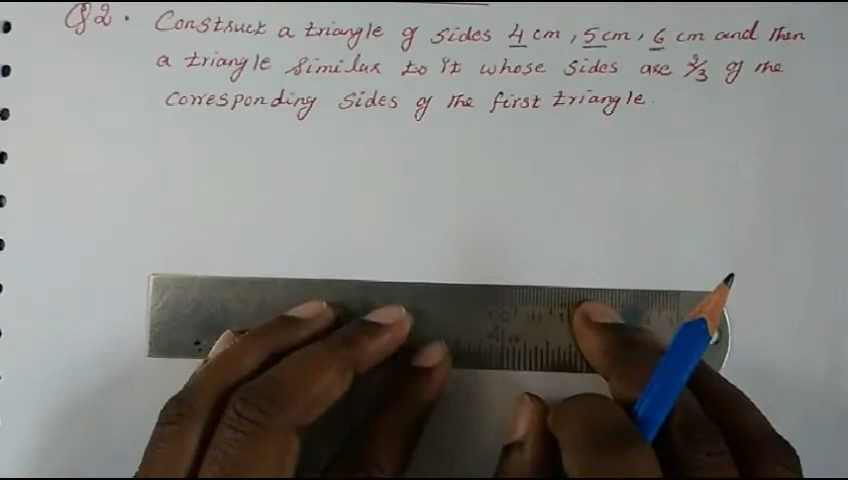 Q2. Construct a triangle of sides 4 cm, 5 cm, 6 cm and then
a triangle similar to it whose sides are 2/3 of the
corresponding sides of the first triangle.